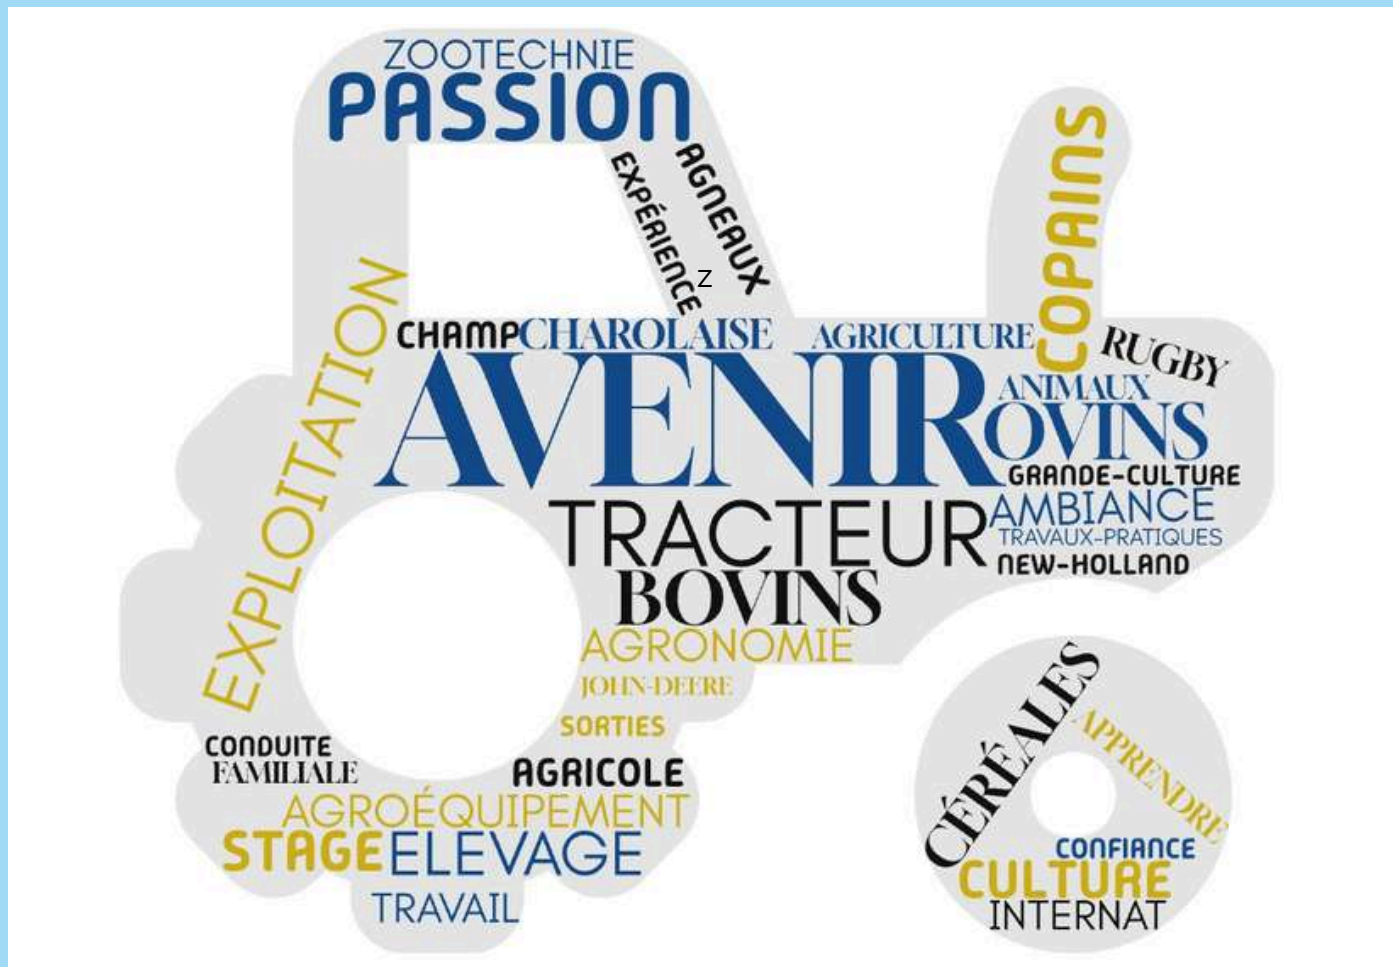 ZOOTECHNIE
PASSION
EXPÉRIENCE
AGNEAUX
Z
COPAINS
EXPLOITATION
CHAMP
CHAROLAISE
AGRICULTURE
RUGBY
AVENIR
ANIMAUX
OVINS
GRANDE-CULTURE
TRACTEUR
AMBIANCE
TRAVAUX-PRATIQUES
NEW-HOLLAND
BOVINS
AGRONOMIE
JOHN-DEERE
SORTIES
CONDUITE
FAMILIALE
AGRICOLE
AGROÉQUIPEMENT
STAGE
ELEVAGE
TRAVAIL
CÉRÉALES
APPRENDRE
CONFIANCE
CULTURE
INTERNAT